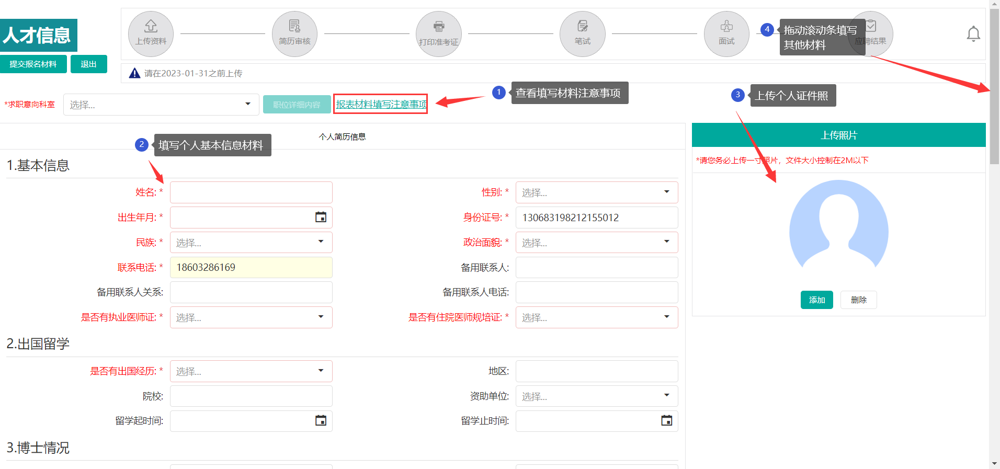 人才信息
提交报名材料 退出
上传资料 简历审核 打印准考证 笔试 面试 应聘结果
4 拖动滚动条填写
其他材料
请在2023-01-31之前上传
1 查看填写材料注意事项
3 上传个人证件照
*求职意向科室 选择... 职位详细内容 报表材料填写注意事项
个人简历信息
2 填写个人基本信息材料
上传照片
*请您务必上传一寸照片，文件大小控制在2M以下
1.基本信息
姓名: * 性别: * 选择...
出生年月: * 身份证号: * 130683198212155012
民族: * 选择... 政治面貌: * 选择...
联系电话: * 18603286169 备用联系人:
备用联系人关系: 备用联系人电话:
是否有执业医师证: * 选择... 是否有住院医师规培证: * 选择...
添加 删除
2.出国留学
是否有出国经历: * 选择... 地区:
院校: 资助单位: 选择...
留学起时间: 留学止时间:
3.博士情况